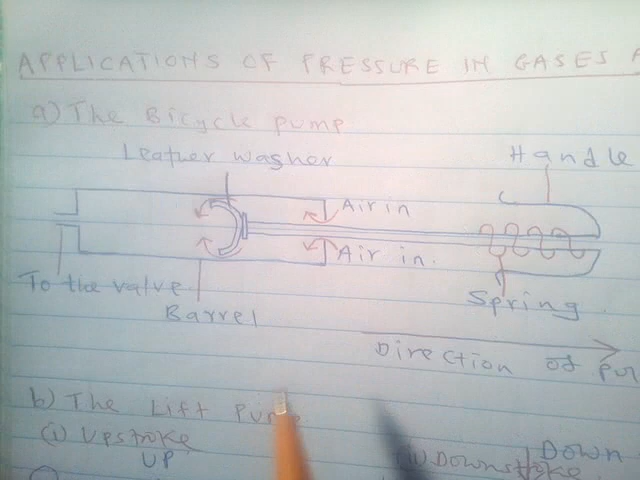 APPLICATIONS OF PRESSURE IN GASES
a) The Bicycle pump
Leather washer
Handle
Air in
Air in.
To the valve
Barrel
Spring.
Direction of
b) The Lift Pump
(i) Upstroke
(ii) Downstroke
Down
UP